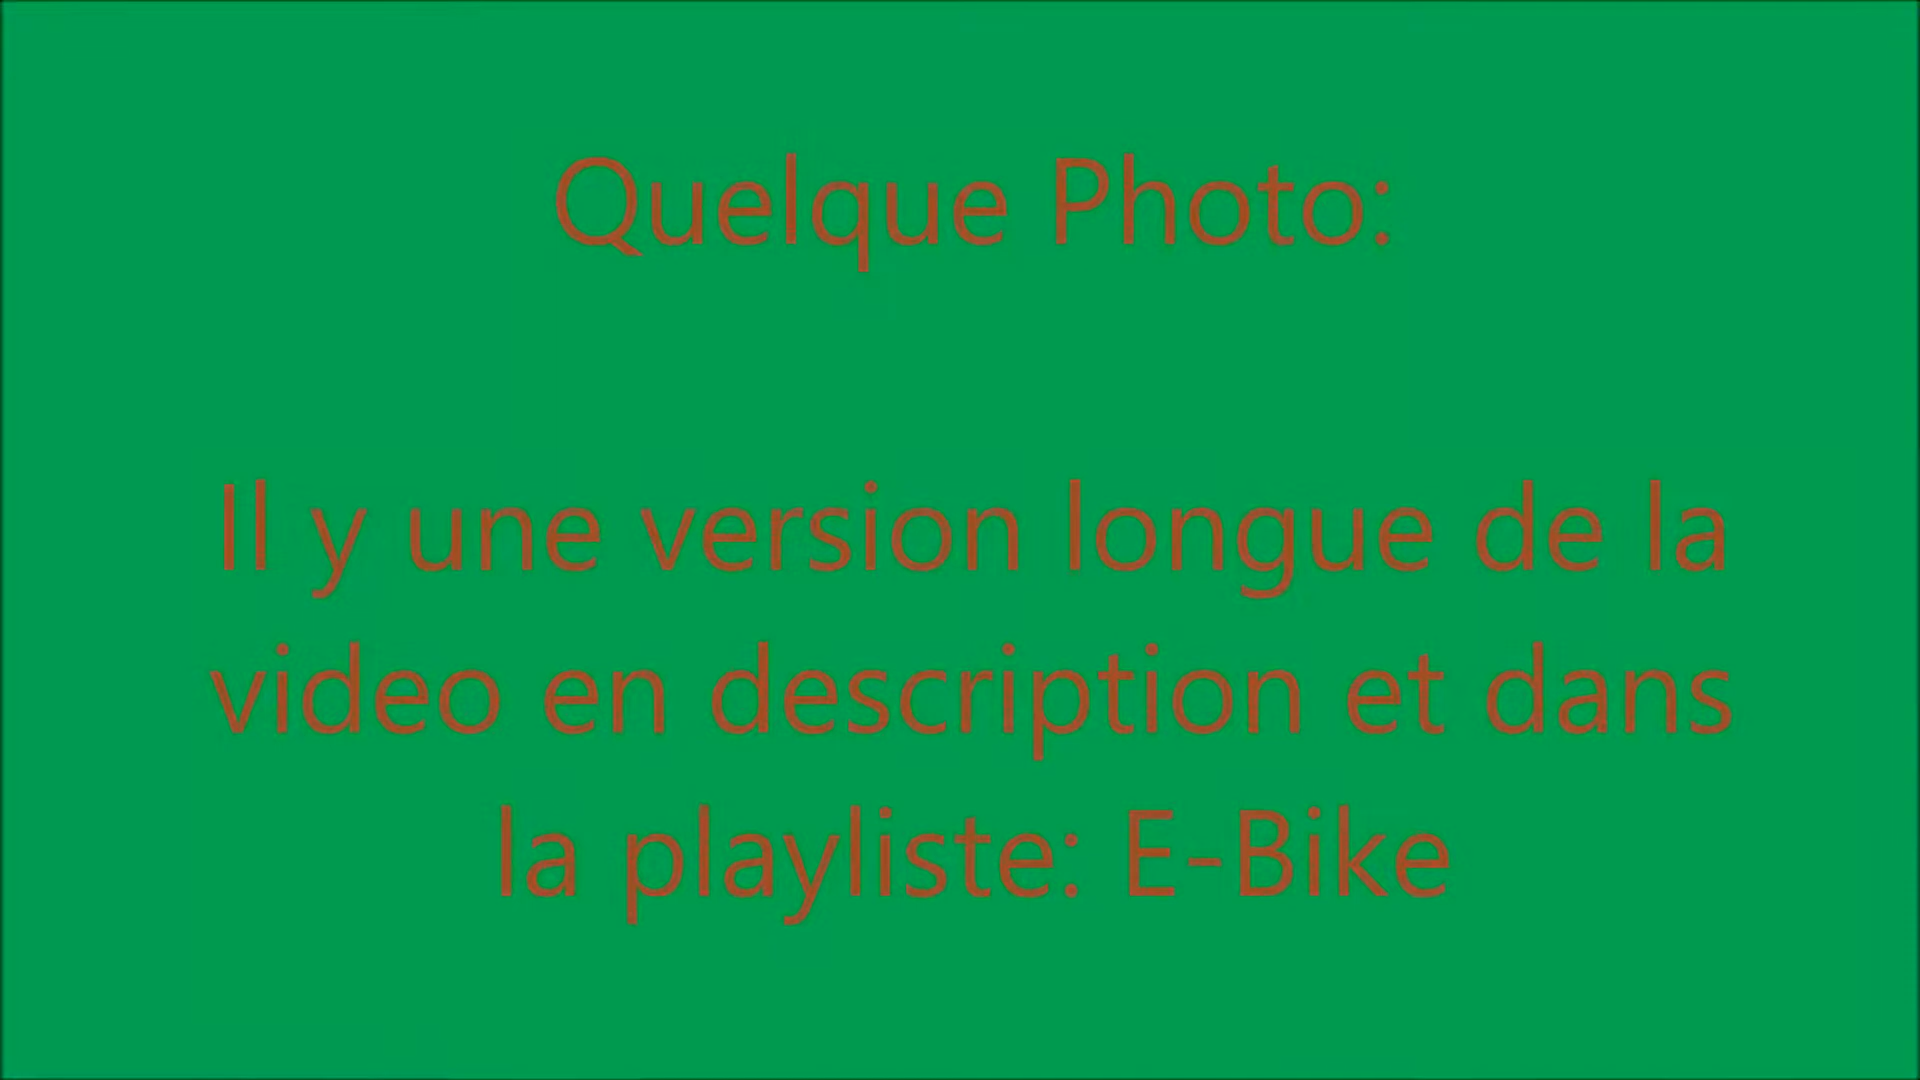 Quelque Photo:
Il y une version longue de la
video en description et dans
la playliste: E-Bike